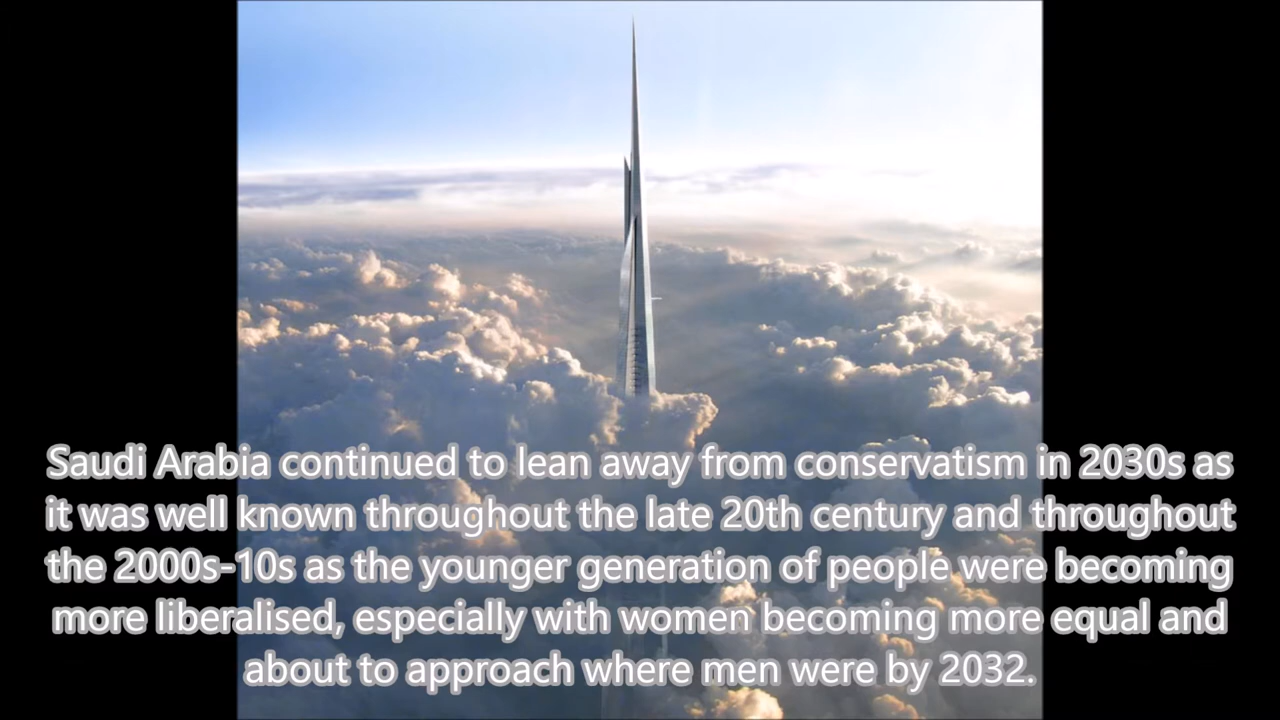 Saudi Arabia continued to lean away from conservatism in 2030s as
it was well known throughout the late 20th century and throughout
the 2000s-10s as the younger generation of people were becoming
more liberalised, especially with women becoming more equal and
about to approach where men were by 2032.